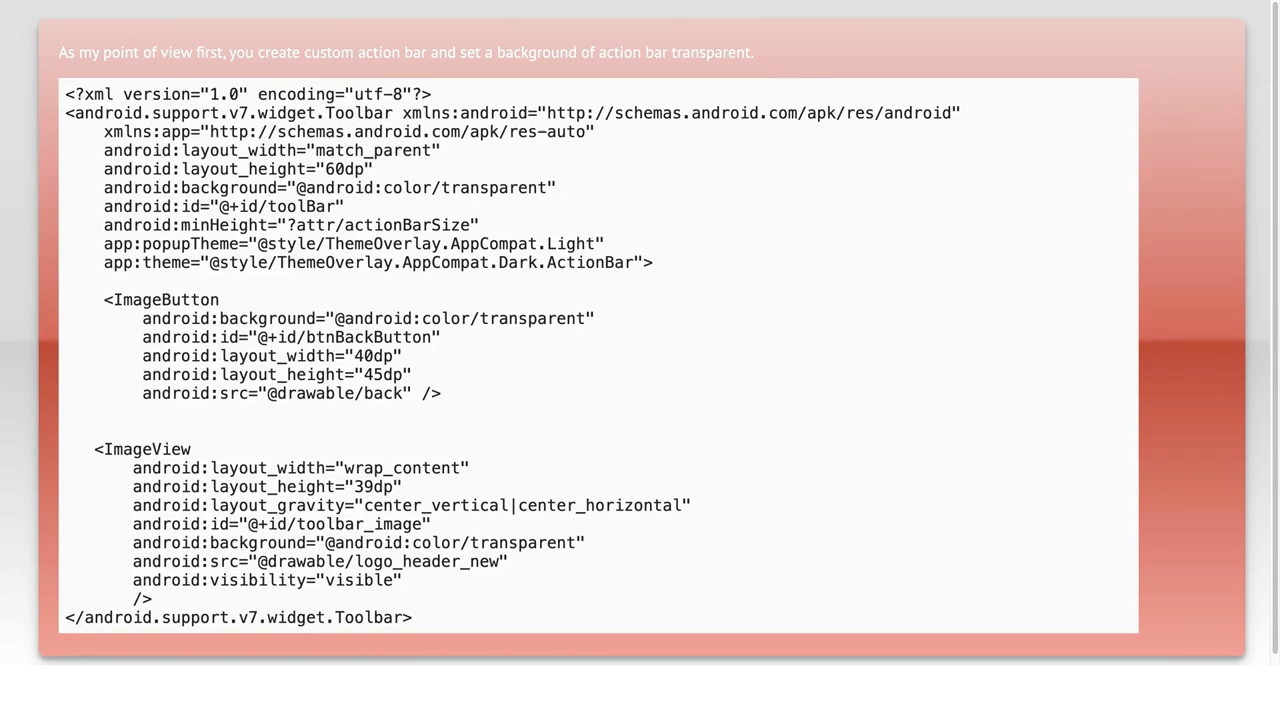 As my point of view first, you create custom action bar and set a background of action bar transparent.
<?xml version="1.0" encoding="utf-8"?>
<android.support.v7.widget.Toolbar xmlns:android="http://schemas.android.com/apk/res/android"
    xmlns:app="http://schemas.android.com/apk/res-auto"
    android:layout_width="match_parent"
    android:layout_height="60dp"
    android:background="@android:color/transparent"
    android:id="@+id/toolBar"
    android:minHeight="?attr/actionBarSize"
    app:popupTheme="@style/ThemeOverlay.AppCompat.Light"
    app:theme="@style/ThemeOverlay.AppCompat.Dark.ActionBar">
    <ImageButton
        android:background="@android:color/transparent"
        android:id="@+id/btnBackButton"
        android:layout_width="40dp"
        android:layout_height="45dp"
        android:src="@drawable/back" />
   <ImageView
       android:layout_width="wrap_content"
       android:layout_height="39dp"
       android:layout_gravity="center_vertical|center_horizontal"
       android:id="@+id/toolbar_image"
       android:background="@android:color/transparent"
       android:src="@drawable/logo_header_new"
       android:visibility="visible"
       />
</android.support.v7.widget.Toolbar>